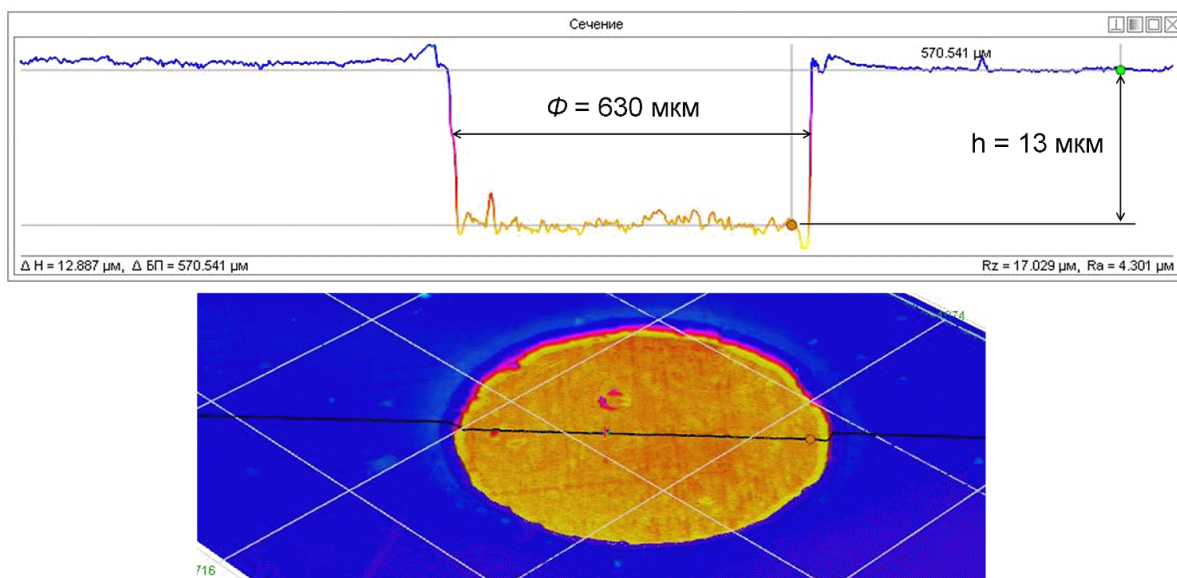 Сечение
570.541 μм
Φ = 630 мкм
h = 13 мкм
Δ H = 12.887 μм, Δ БП = 570.541 μм
Rz = 17.029 μм, Ra = 4.301 μм
716